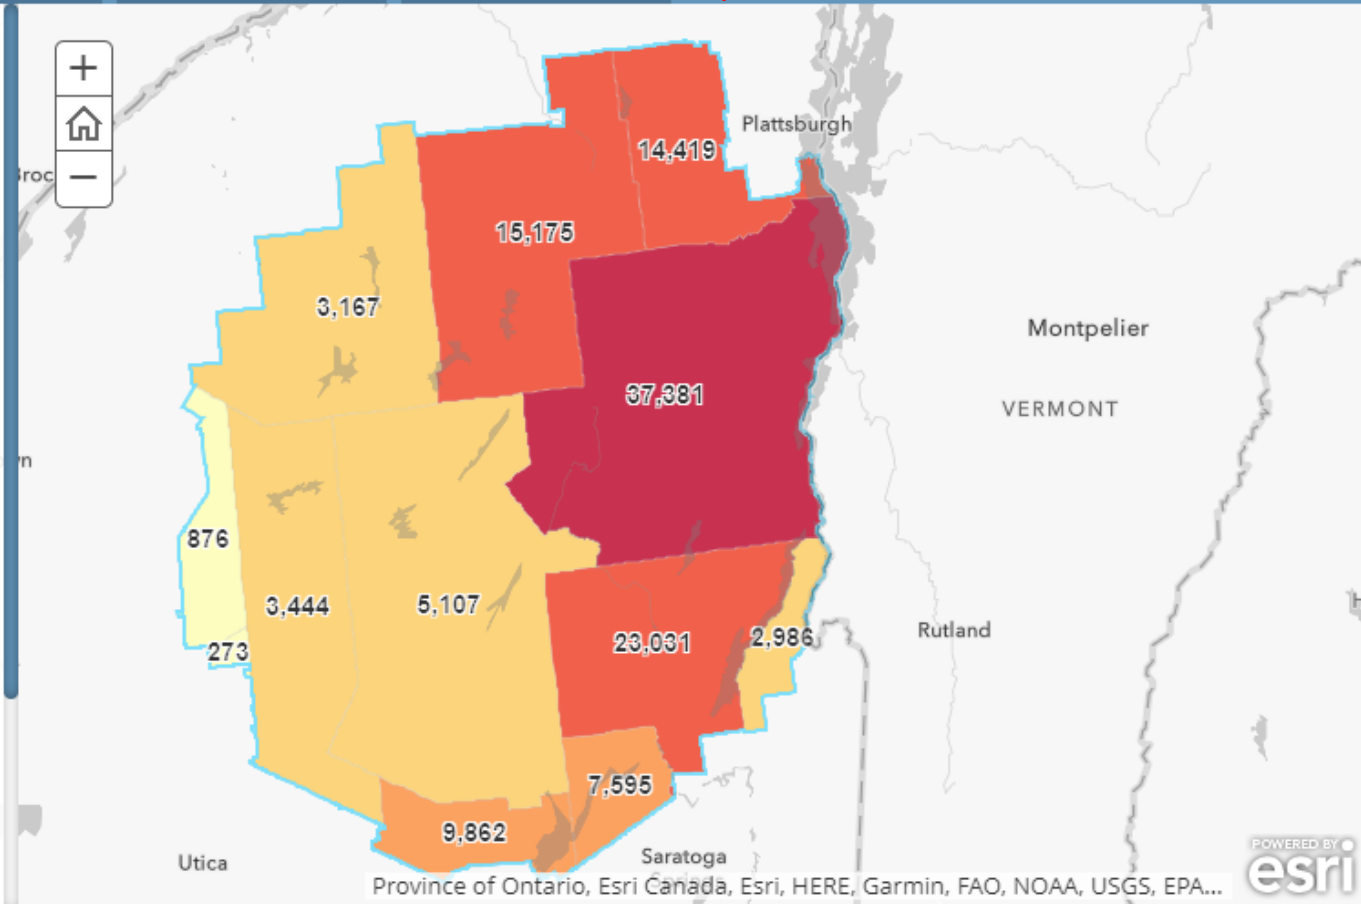 +
−
Plattsburgh
14,419
Broc
15,175
3,167
Montpelier
37,381
VERMONT
876
3,444
5,107
273
23,031
2,986
Rutland
7,595
9,862
Utica
Saratoga
Springs
POWERED BY
esri
Province of Ontario, Esri Canada, Esri, HERE, Garmin, FAO, NOAA, USGS, EPA...